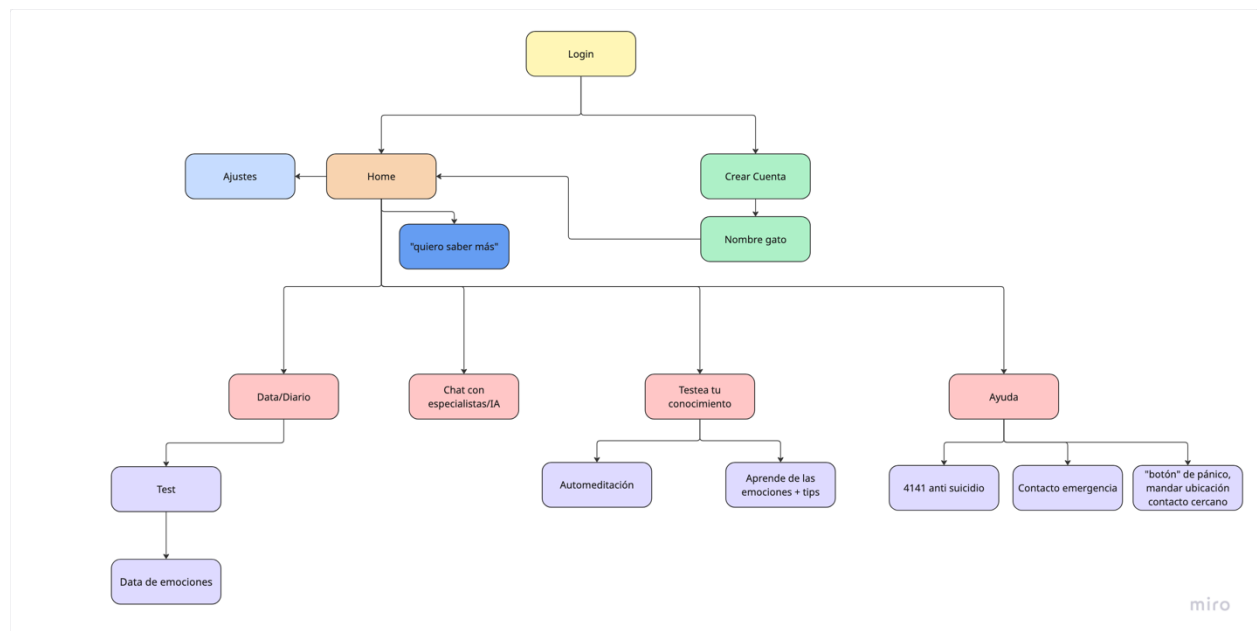 Login
Ajustes
Home
Crear Cuenta
"quiero saber más"
Nombre gato
Data/Diario
Chat con
especialistas/IA
Testea tu
conocimiento
Ayuda
Test
Automeditación
Aprende de las
emociones + tips
4141 anti suicidio
Contacto emergencia
"botón" de pánico,
mandar ubicación
contacto cercano
Data de emociones
miro